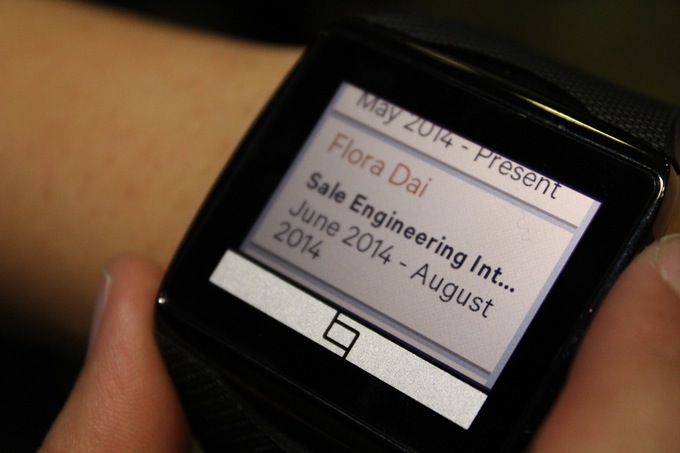 May 2014 - Present
Flora Dai
Sale Engineering Int...
June 2014 - August
2014